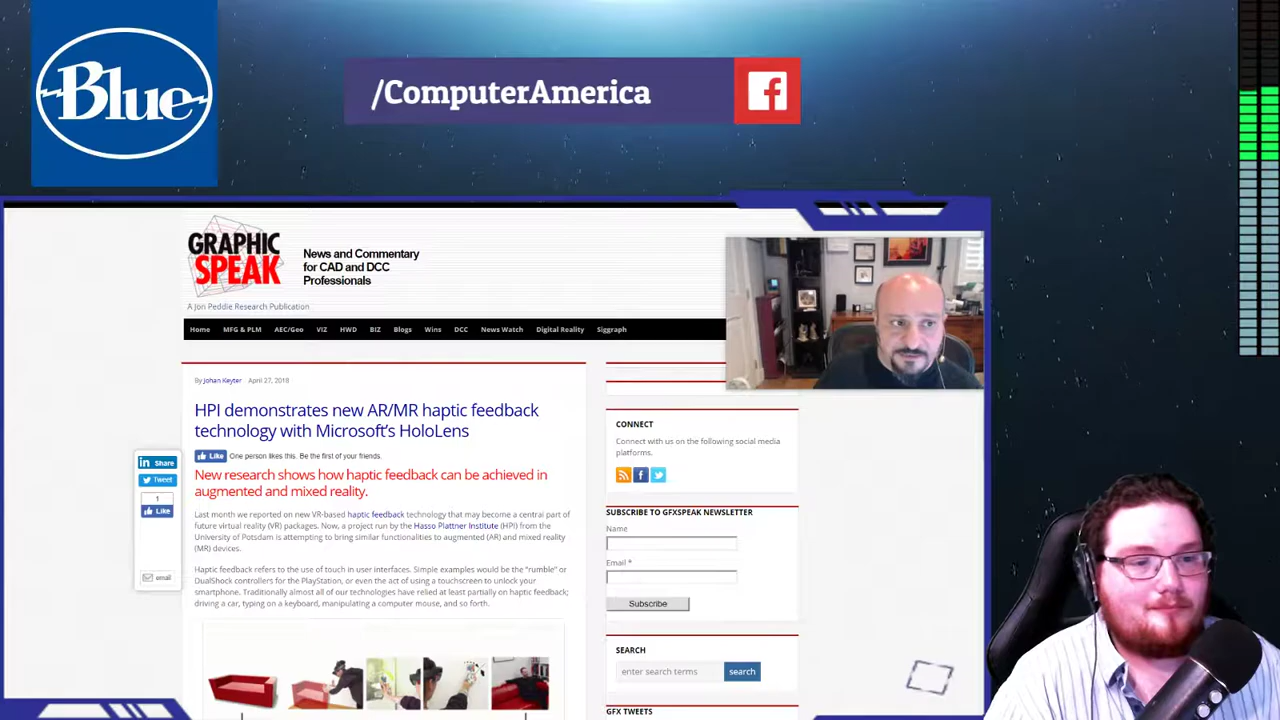 Blue
/ComputerAmerica
GRAPHIC
SPEAK
News and Commentary
for CAD and DCC
Professionals
A Jon Peddie Research Publication
Home MFG & PLM AEC/Geo VIZ HWD BIZ Blogs Wins DCC News Watch Digital Reality Siggraph
By Johan Keyter April 27, 2018
HPI demonstrates new AR/MR haptic feedback
technology with Microsoft's HoloLens
Like One person likes this. Be the first of your friends.
New research shows how haptic feedback can be achieved in
augmented and mixed reality.
Last month we reported on new VR-based haptic feedback technology that may become a central part of
future virtual reality (VR) packages. Now, a project run by the Hasso Plattner Institute (HPI) from the
University of Potsdam is attempting to bring similar functionalities to augmented (AR) and mixed reality
(MR) devices.
Haptic feedback refers to the use of touch in user interfaces. Simple examples would be the "rumble" or
DualShock controllers for the PlayStation, or even the act of using a touchscreen to unlock your
smartphone. Traditionally almost all of our technologies have relied at least partially on haptic feedback;
driving a car, typing on a keyboard, manipulating a computer mouse, and so forth.
in Share
Tweet
1
Like
email
CONNECT
Connect with us on the following social media
platforms.
SUBSCRIBE TO GFXSPEAK NEWSLETTER
Name
Email *
Subscribe
SEARCH
enter search terms search
GFX TWEETS